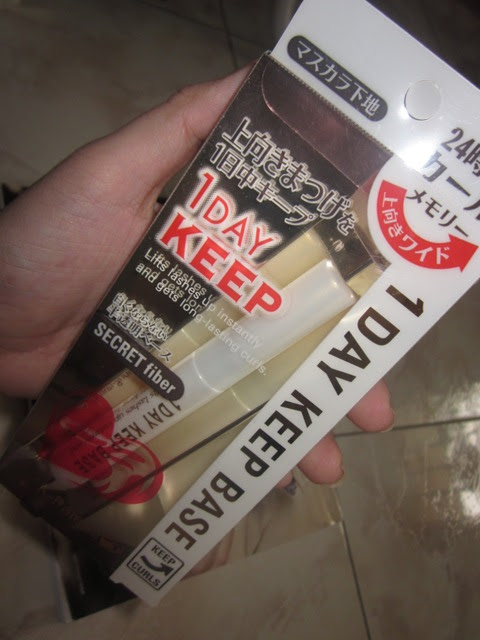 マスカラ下地
24時
カール
メモリー
上向きワイド
上向きまつげを
1日中キープ
1DAY
KEEP
Lifts lashes up instantly
and gets long-lasting curls.
SECRET fiber
1 DAY KEEP BASE
1 DAY KEEP BASE
KEEP
CURLS